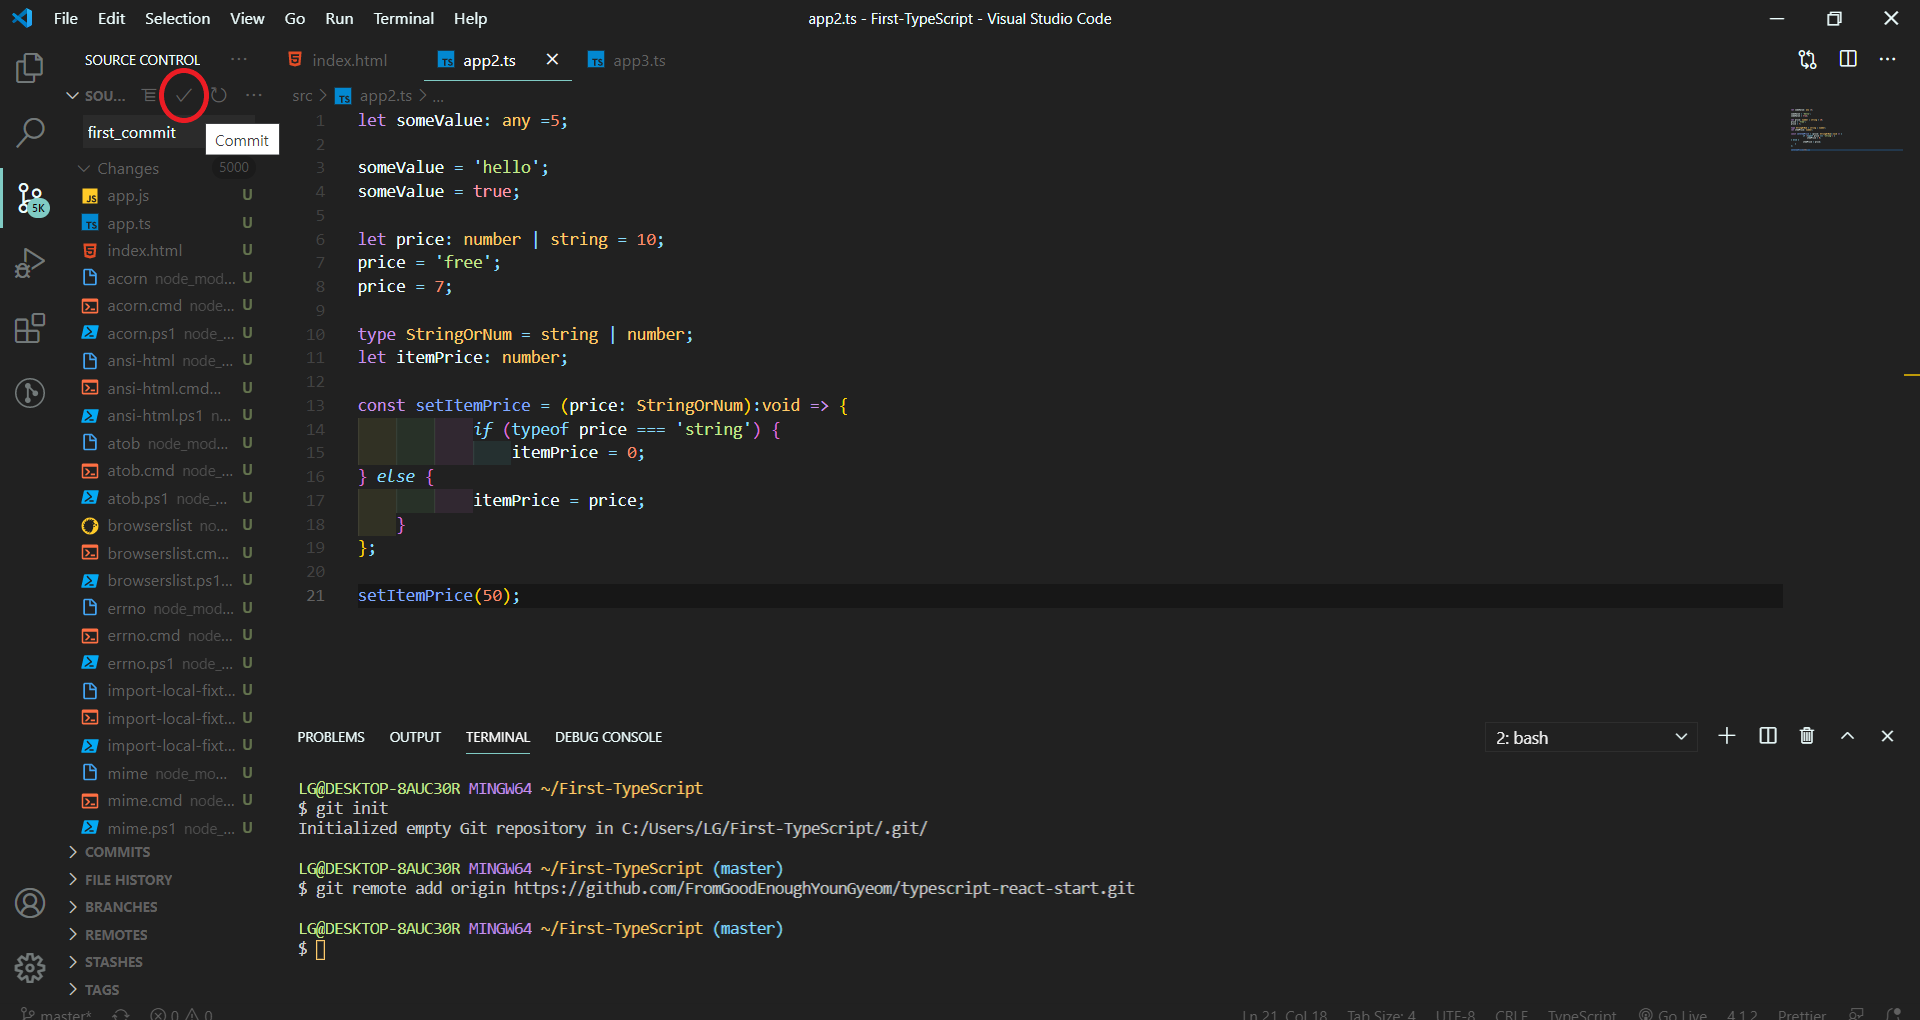 File Edit Selection View Go Run Terminal Help
app2.ts - First-TypeScript - Visual Studio Code
SOURCE CONTROL ...
SOU...
first_commit
Commit
Changes 5000
app.js U
app.ts U
index.html U
acorn node_mod... U
acorn.cmd node... U
acorn.ps1 node_... U
ansi-html node_... U
ansi-html.cmd... U
ansi-html.ps1 n... U
atob node_mod... U
atob.cmd node_... U
atob.ps1 node_... U
browserslist no... U
browserslist.cm... U
browserslist.ps1... U
errno node_mod... U
errno.cmd node... U
errno.ps1 node_... U
import-local-fixt... U
import-local-fixt... U
import-local-fixt... U
mime node_mo... U
mime.cmd node... U
mime.ps1 node_... U
COMMITS
FILE HISTORY
BRANCHES
REMOTES
STASHES
TAGS
5K
index.html
TS app2.ts
TS app3.ts
src > TS app2.ts > ...
1 let someValue: any =5;
2
3 someValue = 'hello';
4 someValue = true;
5
6 let price: number | string = 10;
7 price = 'free';
8 price = 7;
9
10 type StringOrNum = string | number;
11 let itemPrice: number;
12
13 const setItemPrice = (price: StringOrNum):void => {
14 if (typeof price === 'string') {
15 itemPrice = 0;
16 } else {
17 itemPrice = price;
18 }
19 };
20
21 setItemPrice(50);
PROBLEMS OUTPUT TERMINAL DEBUG CONSOLE
2: bash
LG@DESKTOP-8AUC30R MINGW64 ~/First-TypeScript
$ git init
Initialized empty Git repository in C:/Users/LG/First-TypeScript/.git/
LG@DESKTOP-8AUC30R MINGW64 ~/First-TypeScript (master)
$ git remote add origin https://github.com/FromGoodEnoughYounGyeom/typescript-react-start.git
LG@DESKTOP-8AUC30R MINGW64 ~/First-TypeScript (master)
$
master* 0 0
Ln 21, Col 18 Tab Size: 4 UTF-8 CRLF TypeScript Go Live 4.1.2 Prettier